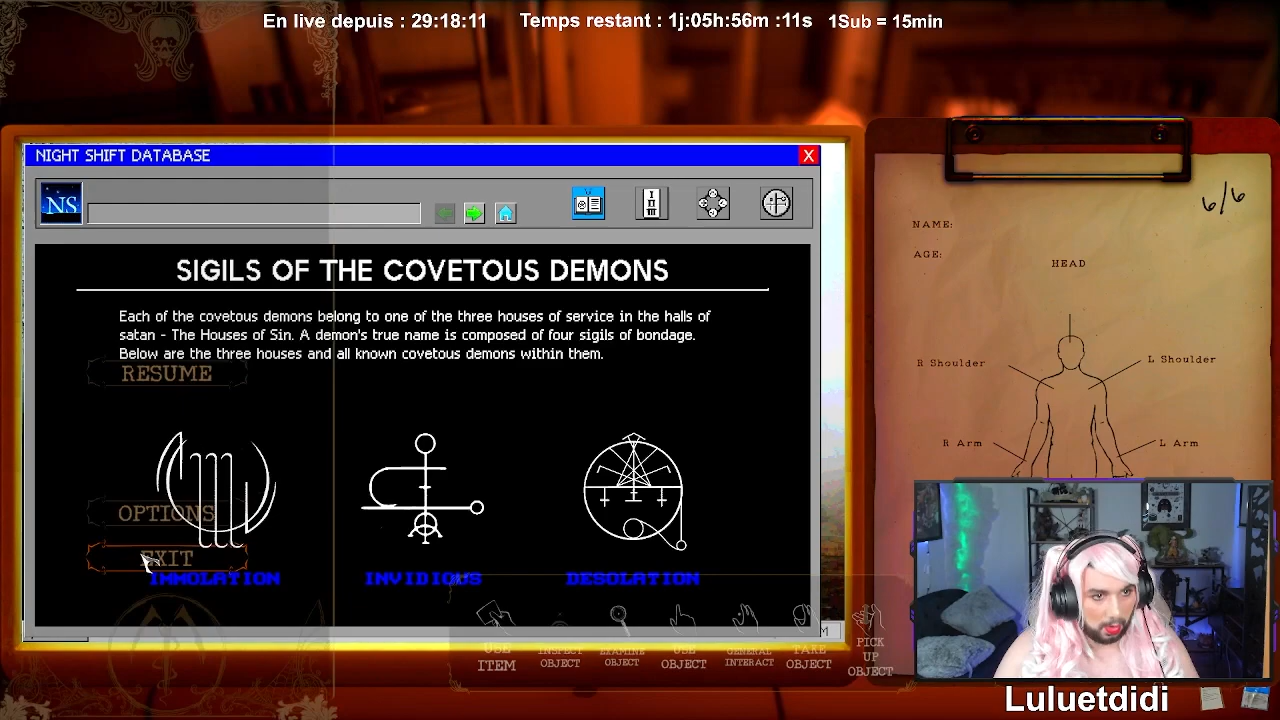 En live depuis : 29:18:11 Temps restant : 1j:05h:56m :11s 1Sub = 15min
NIGHT SHIFT DATABASE
X
NS
SIGILS OF THE COVETOUS DEMONS
Each of the covetous demons belong to one of the three houses of service in the halls of
satan - The Houses of Sin. A demon's true name is composed of four sigils of bondage.
Below are the three houses and all known covetous demons within them.
RESUME
OPTIONS
EXIT
IMMOLATION INVIDIOUS DESOLATION
USE ITEM
INSPECT OBJECT
EXAMINE OBJECT
USE OBJECT
GENERAL INTERACT
TAKE OBJECT
PICK UP OBJECT
6/6
NAME:
AGE:
HEAD
R Shoulder L Shoulder
R Arm L Arm
Luluetdidi